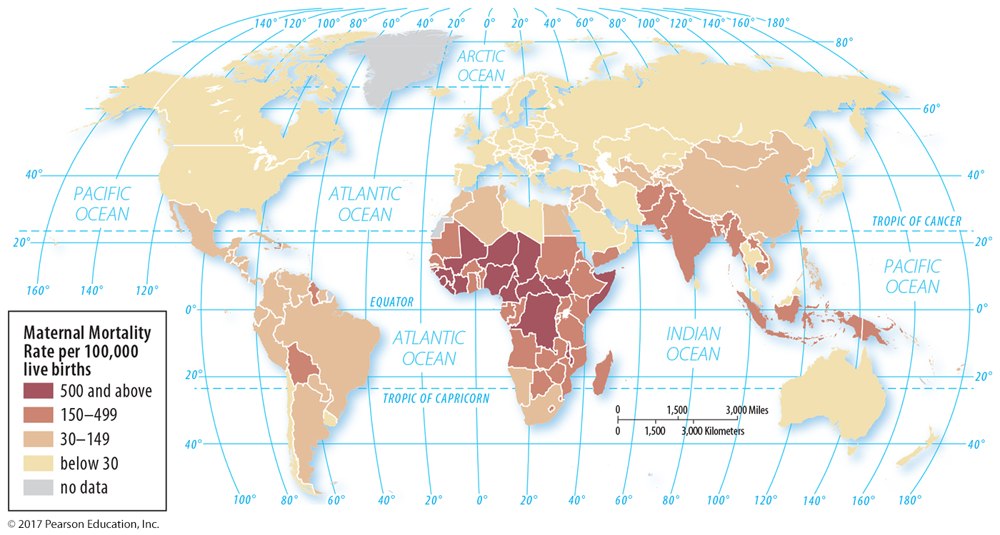 140° 120° 100° 80° 60° 40° 20° 0° 20° 40° 60° 80° 100° 120° 140° 160° 180°
80°
ARCTIC
OCEAN
60°
40°
40°
PACIFIC
OCEAN
ATLANTIC
OCEAN
TROPIC OF CANCER
20°
20°
PACIFIC
OCEAN
160° 140° 120°
EQUATOR
0°
0°
ATLANTIC
OCEAN
INDIAN
OCEAN
20°
20°
TROPIC OF CAPRICORN
0 1,500 3,000 Miles
0 1,500 3,000 Kilometers
40°
40°
100° 80° 60° 40° 20° 0° 20° 40° 60° 80° 100° 120° 140° 160° 180°
Maternal Mortality
Rate per 100,000
live births
500 and above
150–499
30–149
below 30
no data
© 2017 Pearson Education, Inc.